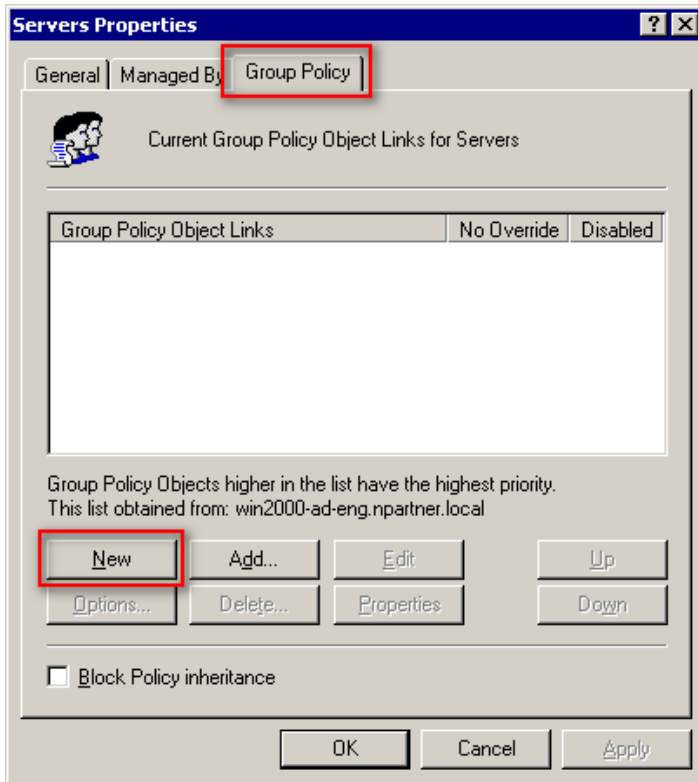 Servers Properties
General Managed By Group Policy
Current Group Policy Object Links for Servers
Group Policy Object Links No Override Disabled
Group Policy Objects higher in the list have the highest priority.
This list obtained from: win2000-ad-eng.npartner.local
New Add... Edit Up
Options... Delete... Properties Down
Block Policy inheritance
OK Cancel Apply